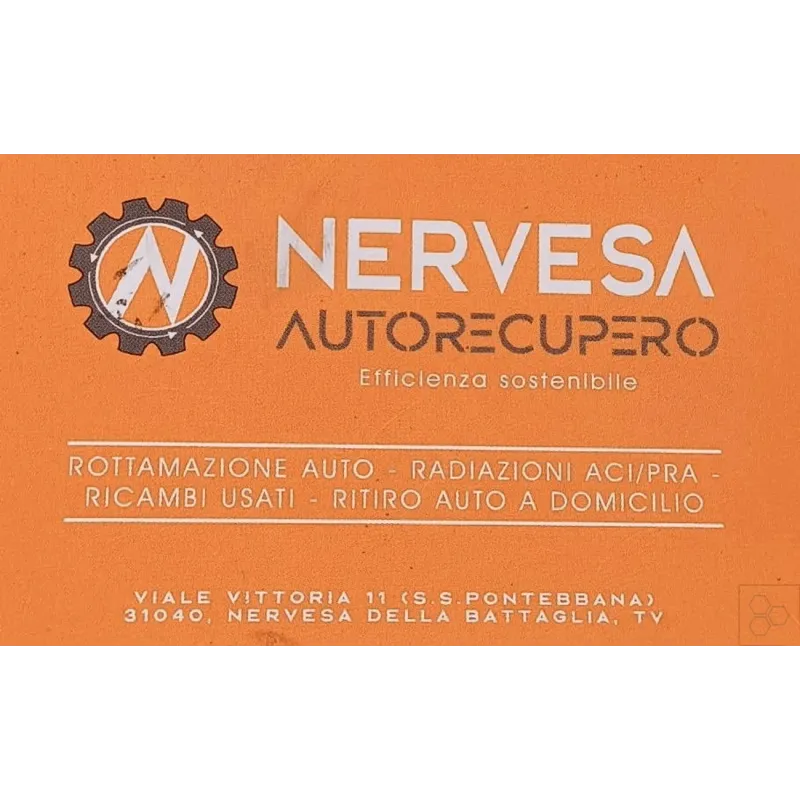 N
NERVESA
AUTORECUPERO
Efficienza sostenibile
ROTTAMAZIONE AUTO - RADIAZIONI ACI/PRA -
RICAMBI USATI - RITIRO AUTO A DOMICILIO
VIALE VITTORIA 11 (S.S.PONTEBBANA)
31040, NERVESA DELLA BATTAGLIA, TV